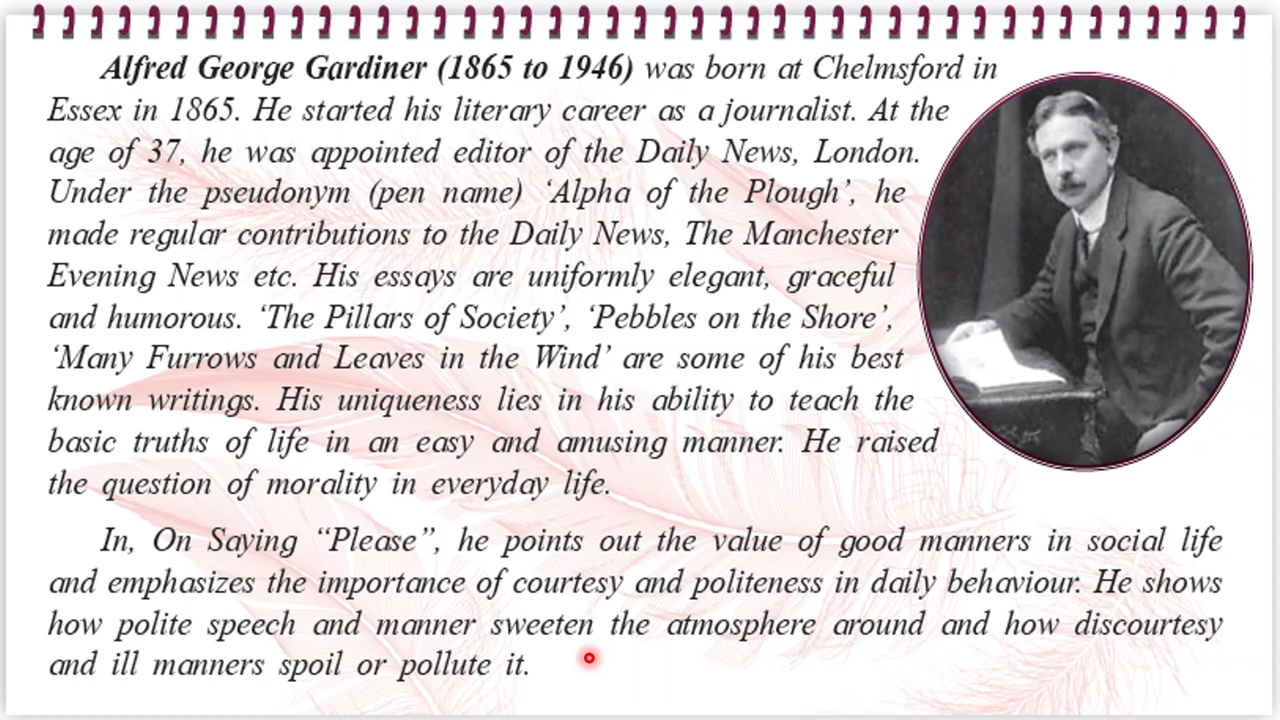 Alfred George Gardiner (1865 to 1946) was born at Chelmsford in
Essex in 1865. He started his literary career as a journalist. At the
age of 37, he was appointed editor of the Daily News, London.
Under the pseudonym (pen name) ‘Alpha of the Plough’, he
made regular contributions to the Daily News, The Manchester
Evening News etc. His essays are uniformly elegant, graceful
and humorous. ‘The Pillars of Society’, ‘Pebbles on the Shore’,
‘Many Furrows and Leaves in the Wind’ are some of his best
known writings. His uniqueness lies in his ability to teach the
basic truths of life in an easy and amusing manner. He raised
the question of morality in everyday life.
In, On Saying “Please”, he points out the value of good manners in social life
and emphasizes the importance of courtesy and politeness in daily behaviour. He shows
how polite speech and manner sweeten the atmosphere around and how discourtesy
and ill manners spoil or pollute it.